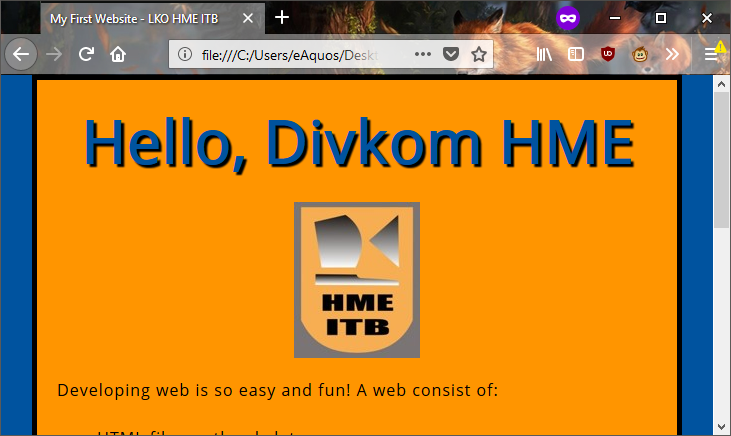 My First Website - LKO HME ITB
file:///C:/Users/eAquos/Deskt
Hello, Divkom HME
HME
ITB
Developing web is so easy and fun! A web consist of: